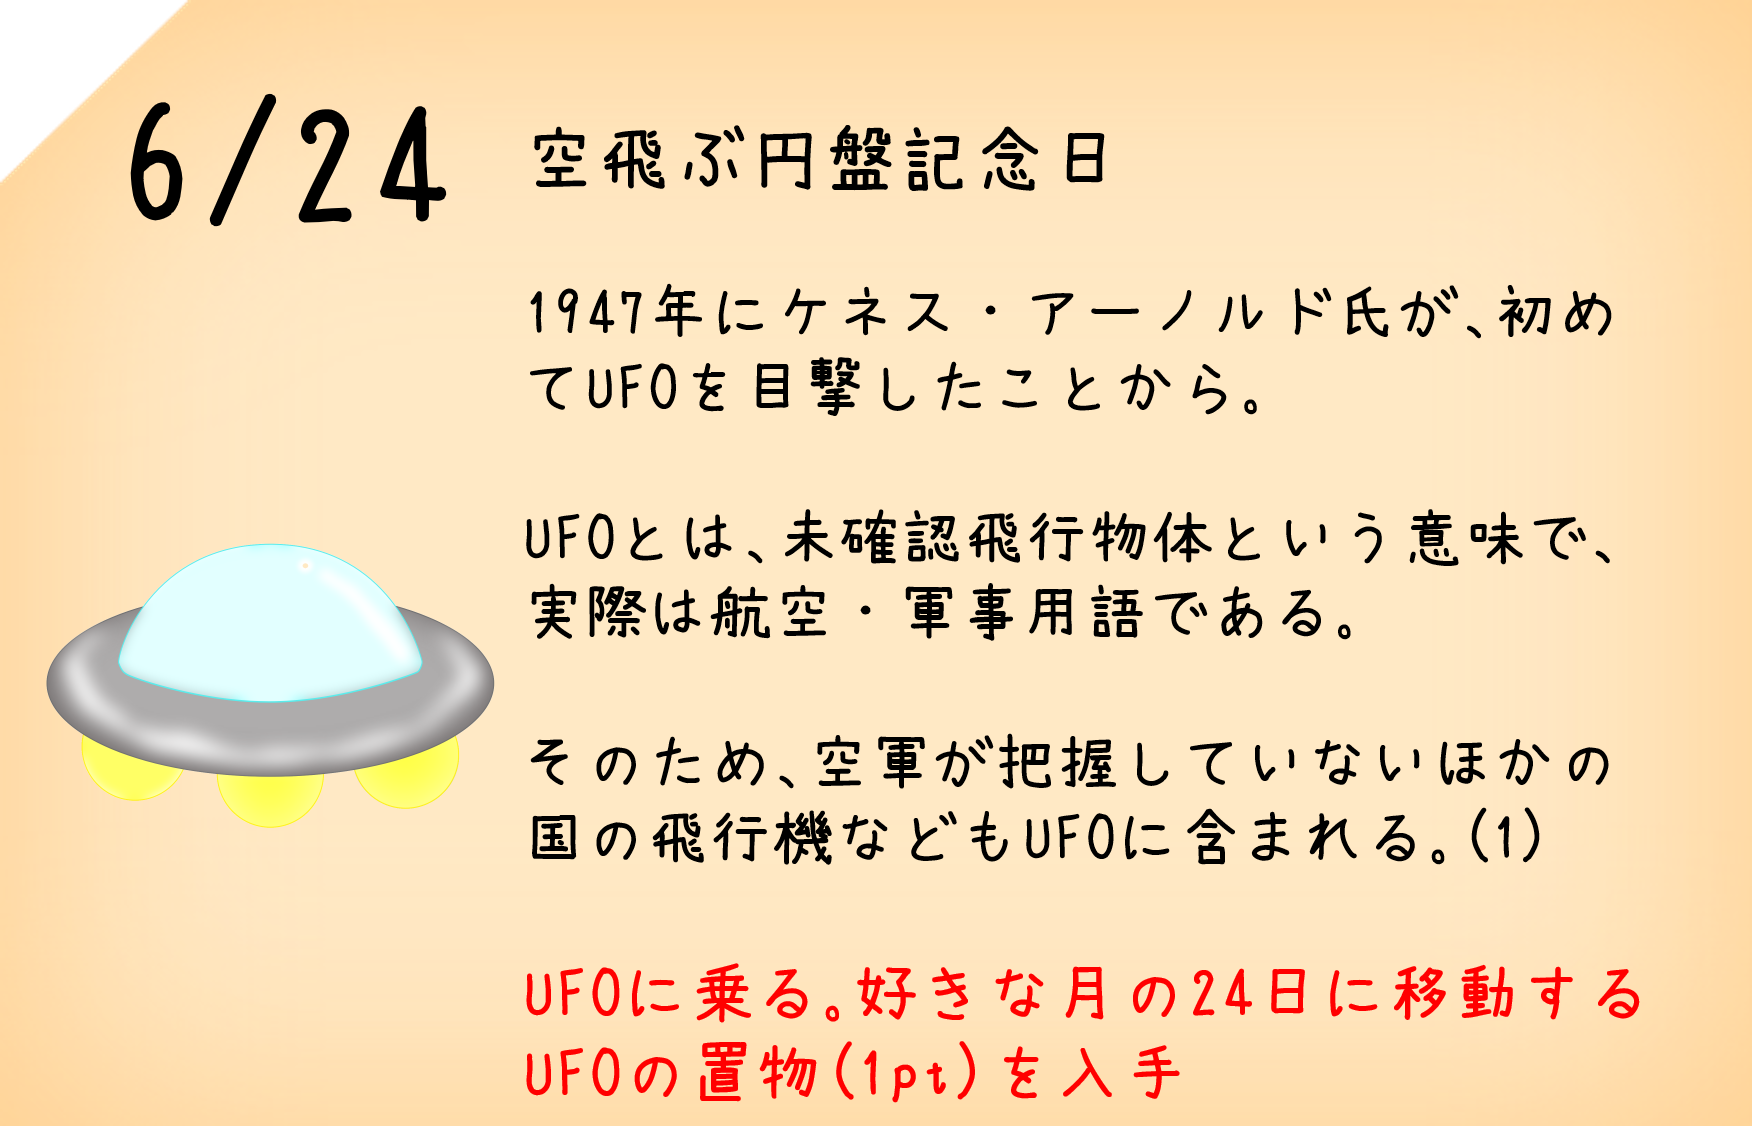 6/24
空飛ぶ円盤記念日
1947年にケネス・アーノルド氏が、初め
てUFOを目撃したことから。
UFOとは、未確認飛行物体という意味で、
実際は航空・軍事用語である。
そのため、空軍が把握していないほかの
国の飛行機などもUFOに含まれる。(1)
UFOに乗る。好きな月の24日に移動する
UFOの置物(1pt)を入手